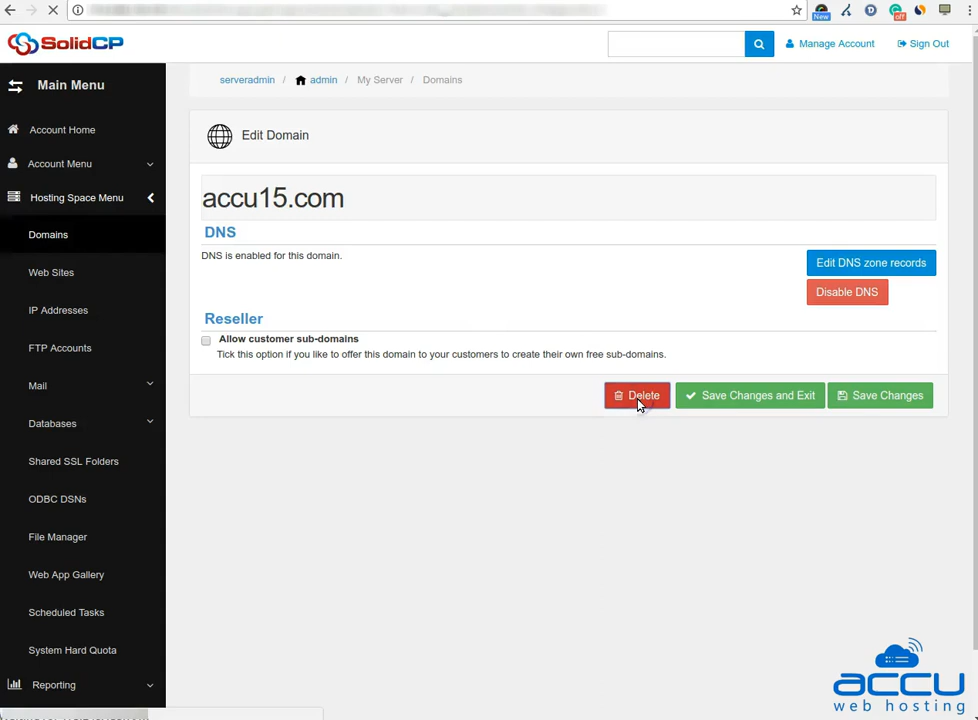 New
off
SolidCP
Manage Account
Sign Out
Main Menu
serveradmin / admin / My Server / Domains
Account Home
Edit Domain
Account Menu
Hosting Space Menu
accu15.com
Domains
DNS
DNS is enabled for this domain.
Edit DNS zone records
Web Sites
Disable DNS
IP Addresses
Reseller
Allow customer sub-domains
FTP Accounts
Tick this option if you like to offer this domain to your customers to create their own free sub-domains.
Mail
Delete
Save Changes and Exit
Save Changes
Databases
Shared SSL Folders
ODBC DSNs
File Manager
Web App Gallery
Scheduled Tasks
System Hard Quota
Reporting
accu
web hosting